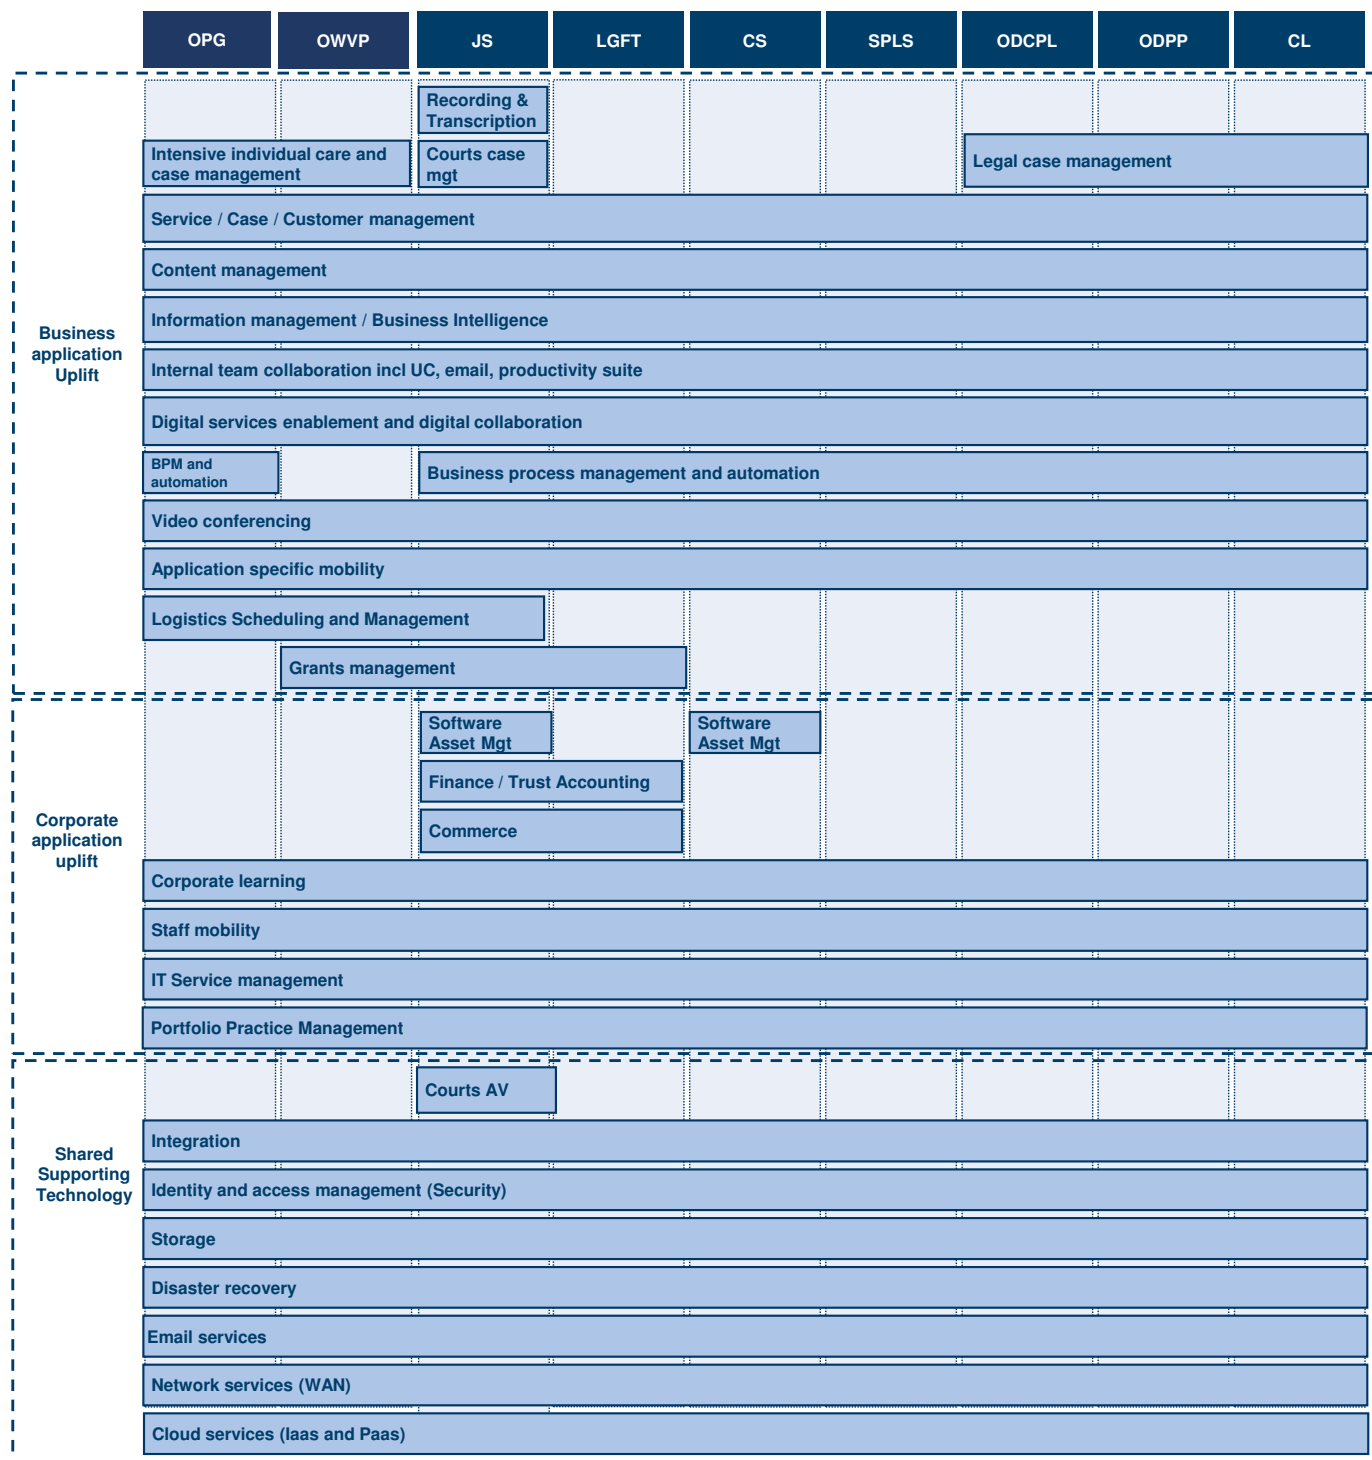 OPG OWVP JS LGFT CS SPLS ODCPL ODPP CL
Recording &
Transcription
Intensive individual care and
case management
Courts case
mgt
Legal case management
Service / Case / Customer management
Content management
Information management / Business Intelligence
Business
application
Uplift
Internal team collaboration incl UC, email, productivity suite
Digital services enablement and digital collaboration
BPM and
automation
Business process management and automation
Video conferencing
Application specific mobility
Logistics Scheduling and Management
Grants management
Software
Asset Mgt
Software
Asset Mgt
Finance / Trust Accounting
Commerce
Corporate
application
uplift
Corporate learning
Staff mobility
IT Service management
Portfolio Practice Management
Courts AV
Integration
Shared
Supporting
Technology
Identity and access management (Security)
Storage
Disaster recovery
Email services
Network services (WAN)
Cloud services (Iaas and Paas)